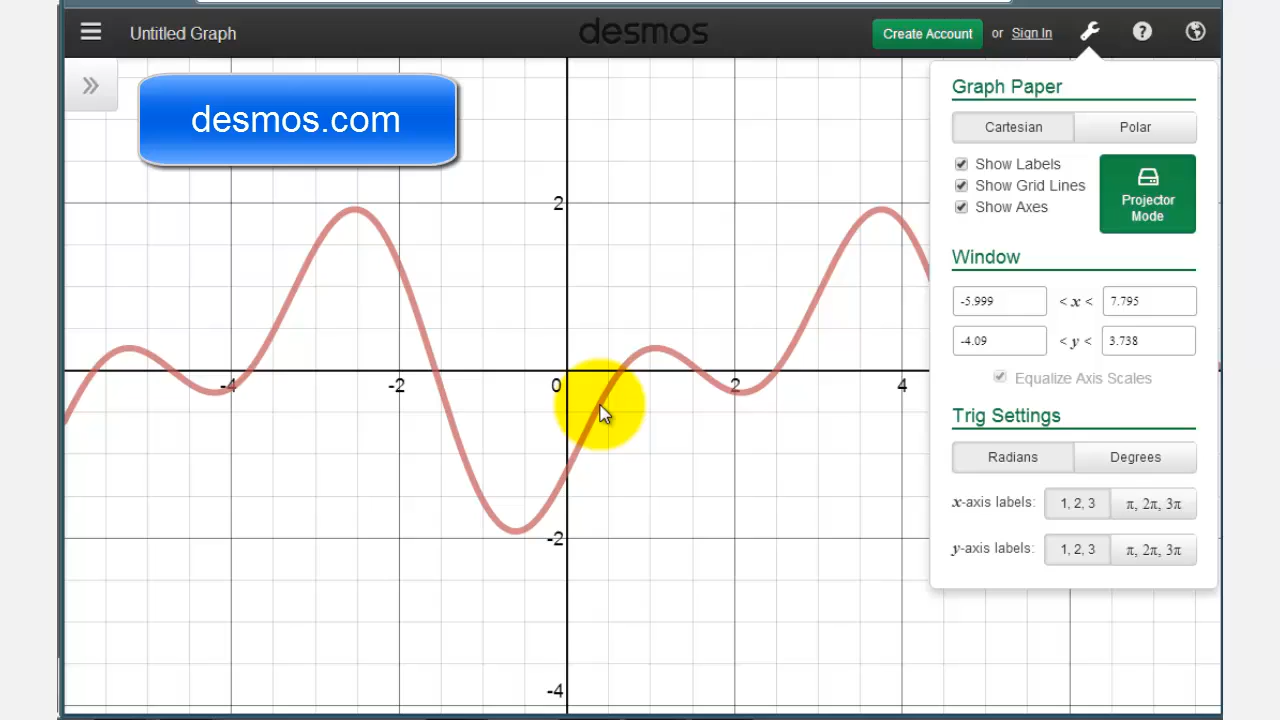 Untitled Graph
desmos
Create Account or Sign In
desmos.com
Graph Paper
Cartesian Polar
Show Labels
Show Grid Lines
Show Axes
Projector
Mode
Window
-5.999 < x < 7.795
-4.09 < y < 3.738
Equalize Axis Scales
Trig Settings
Radians Degrees
x-axis labels: 1, 2, 3 π, 2π, 3π
y-axis labels: 1, 2, 3 π, 2π, 3π
2
-4 -2 0 2 4
-2
-4